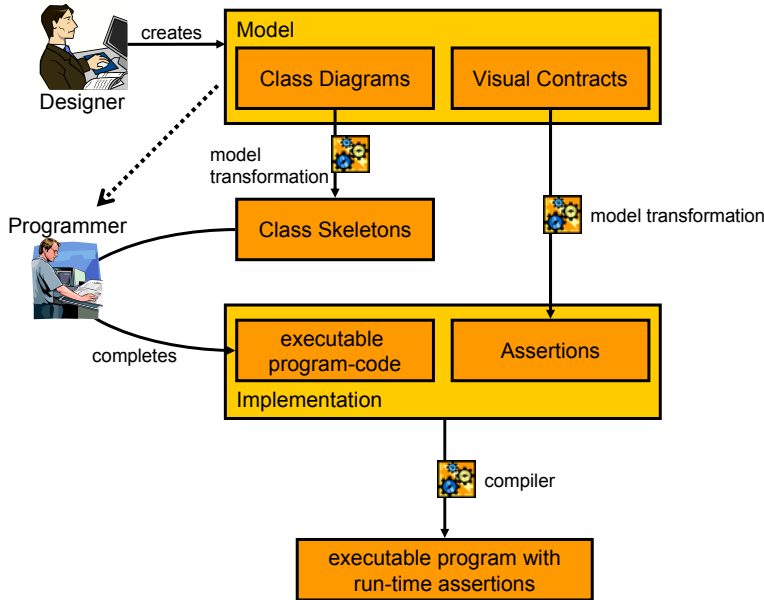 creates
Model
Class Diagrams
Visual Contracts
Designer
model
transformation
model transformation
Programmer
Class Skeletons
completes
executable
program-code
Assertions
Implementation
compiler
executable program with
run-time assertions